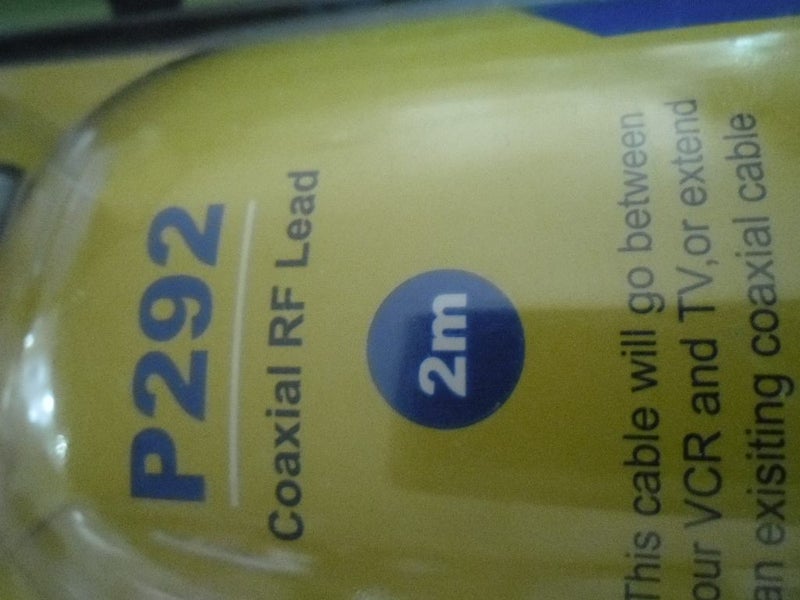 P292
Coaxial RF Lead
2m
This cable will go between
our VCR and TV,or extend
an exisiting coaxial cable